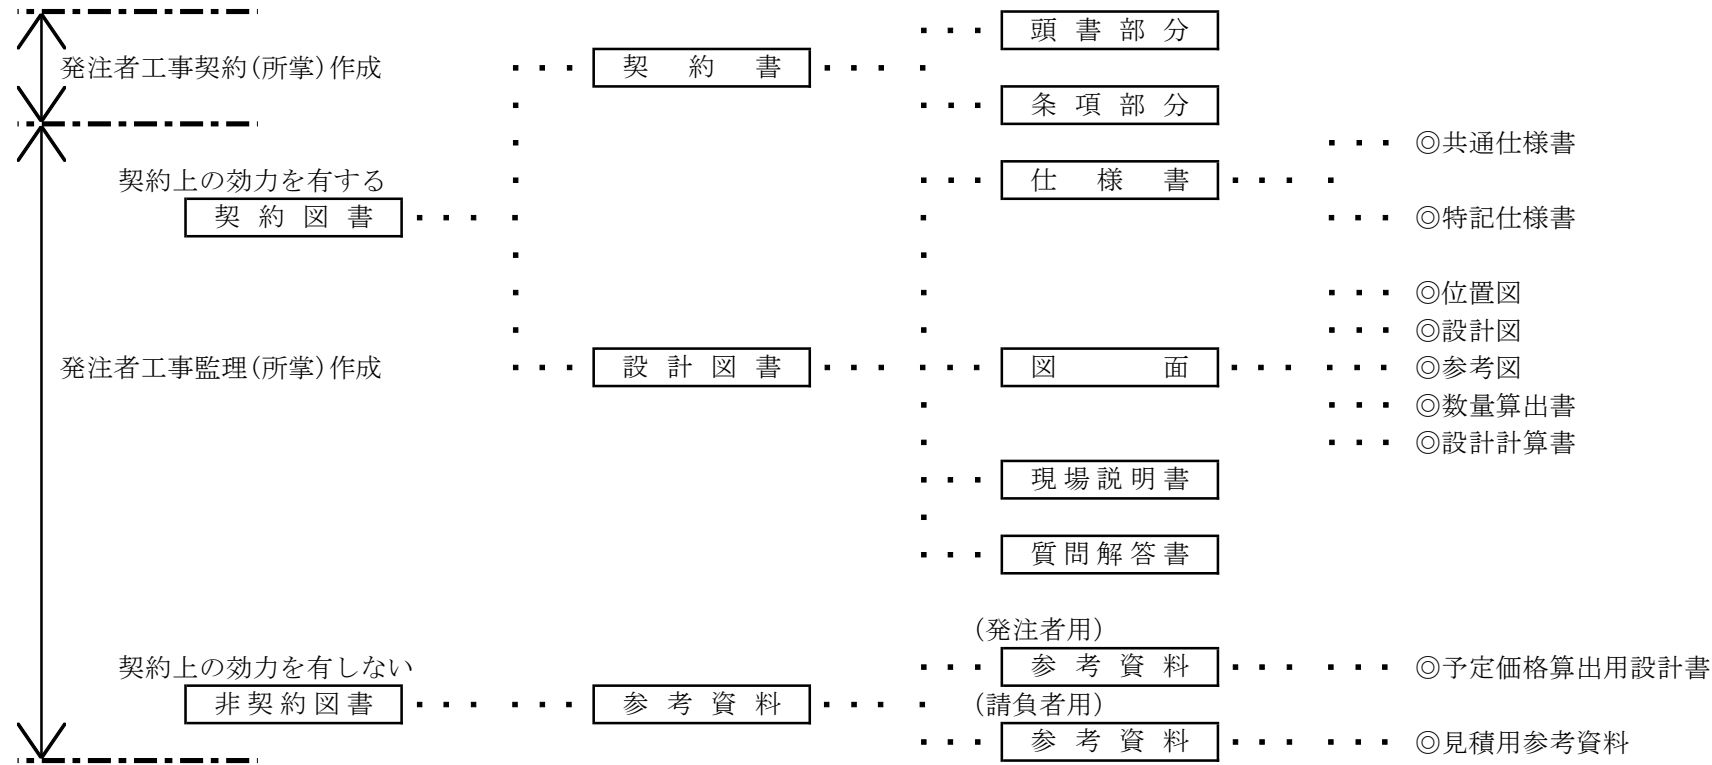 頭書部分
発注者工事契約(所掌)作成 契約書
条項部分
◎共通仕様書
契約上の効力を有する 仕様書
契約図書 ◎特記仕様書
◎位置図
◎設計図
発注者工事監理(所掌)作成 設計図書 図面 ◎参考図
◎数量算出書
◎設計計算書
現場説明書
質問解答書
(発注者用)
契約上の効力を有しない 参考資料 ◎予定価格算出用設計書
非契約図書 参考資料 (請負者用)
参考資料 ◎見積用参考資料